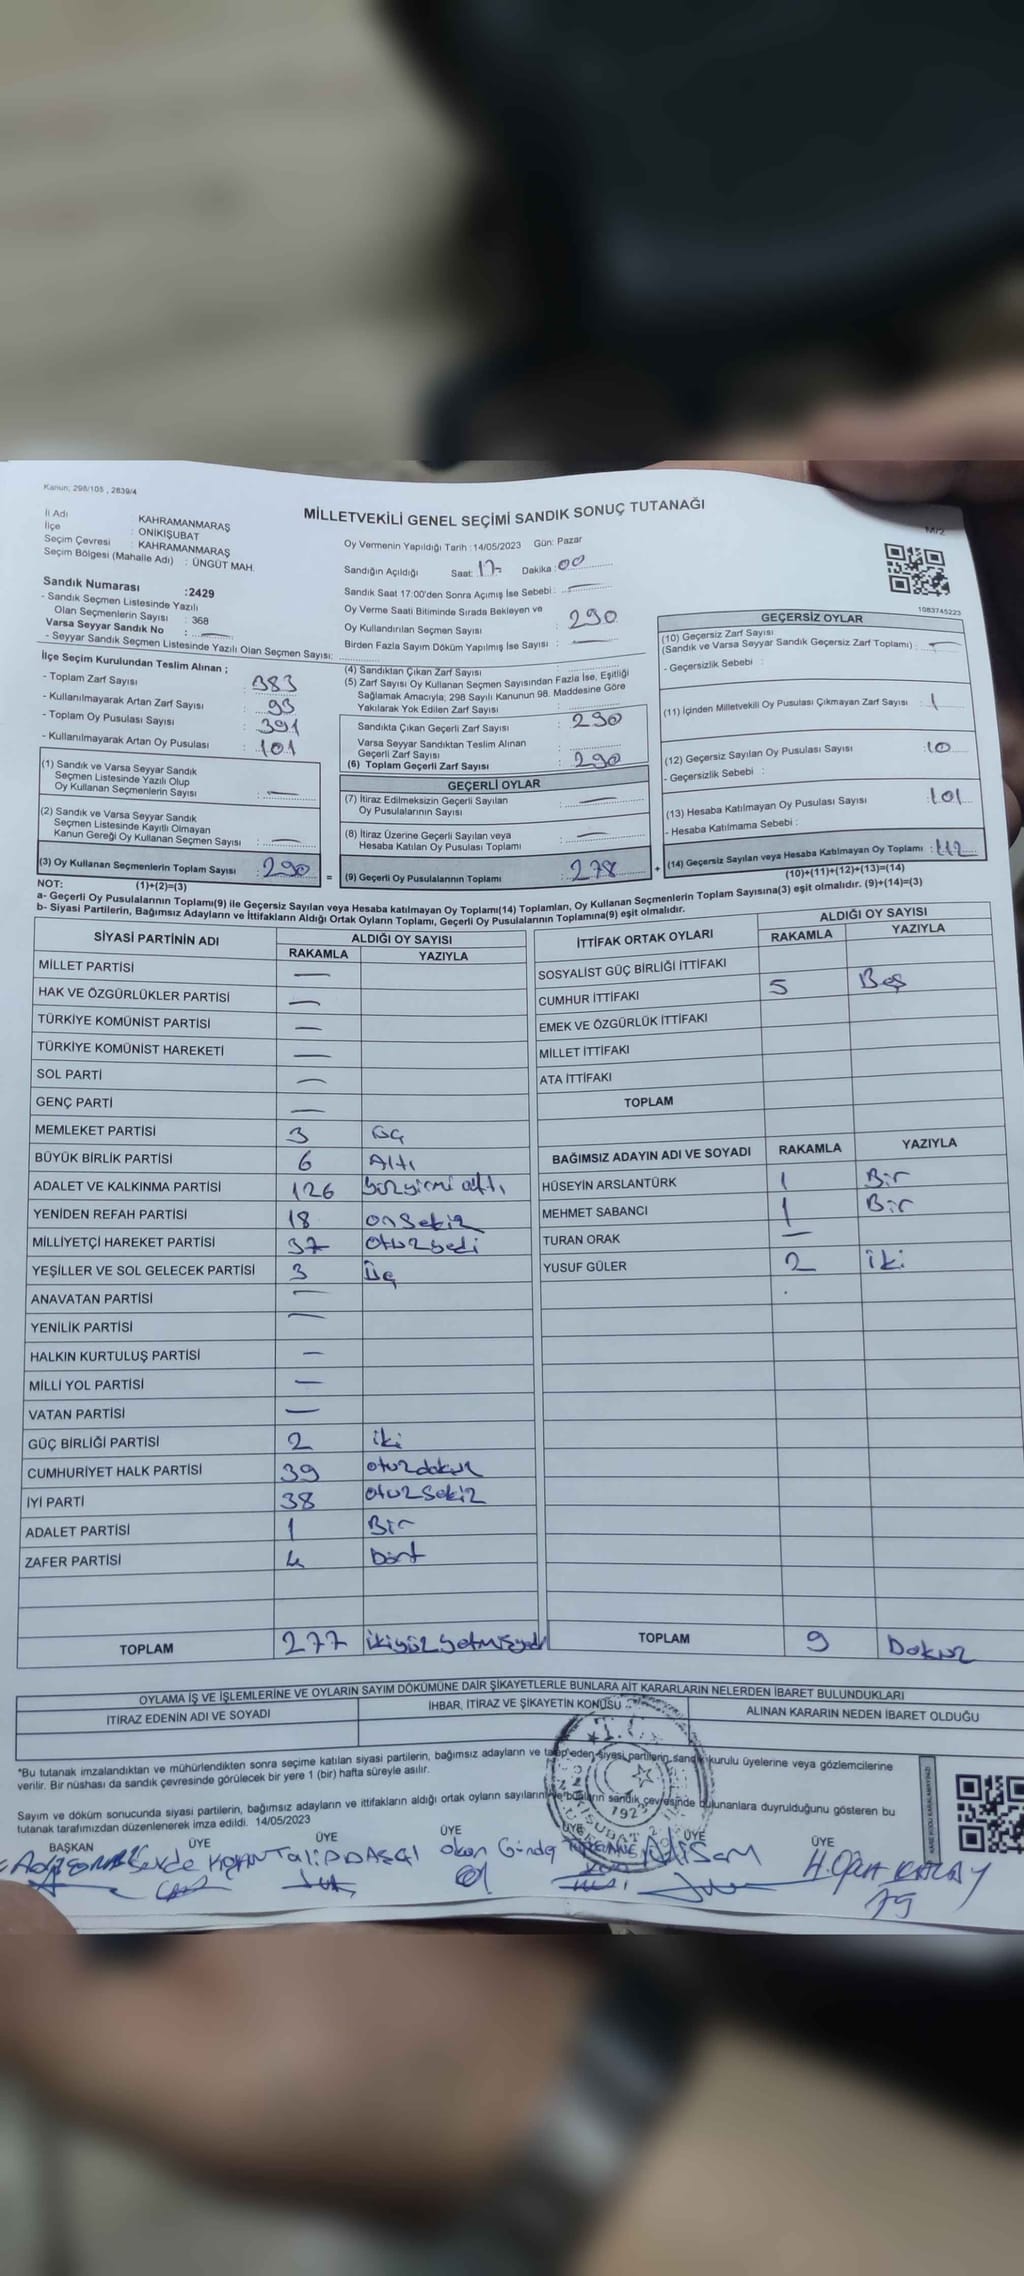 Kanun; 298/105 , 2839/4
MİLLETVEKİLİ GENEL SEÇİMİ SANDIK SONUÇ TUTANAĞI
M/2
İl Adı : KAHRAMANMARAŞ
İlçe : ONİKİŞUBAT
Seçim Çevresi : KAHRAMANMARAŞ
Seçim Bölgesi (Mahalle Adı) : ÜNGÜT MAH.
Sandık Numarası :2429
- Sandık Seçmen Listesinde Yazılı
Olan Seçmenlerin Sayısı : 368
Varsa Seyyar Sandık No : —
- Seyyar Sandık Seçmen Listesinde Yazılı Olan Seçmen Sayısı:
Oy Vermenin Yapıldığı Tarih :14/05/2023 Gün: Pazar
Sandığın Açıldığı Saat: 17 Dakika : 00
Sandık Saat 17:00'den Sonra Açılmış İse Sebebi : —
Oy Verme Saati Bitiminde Sırada Bekleyen ve
Oy Kullandırılan Seçmen Sayısı : 290
Birden Fazla Sayım Döküm Yapılmış İse Sayısı : —
1083745223
İlçe Seçim Kurulundan Teslim Alınan ;
- Toplam Zarf Sayısı : 383
- Kullanılmayarak Artan Zarf Sayısı : 93
- Toplam Oy Pusulası Sayısı : 391
- Kullanılmayarak Artan Oy Pusulası : 101
(1) Sandık ve Varsa Seyyar Sandık
Seçmen Listesinde Yazılı Olup
Oy Kullanan Seçmenlerin Sayısı : —
(2) Sandık ve Varsa Seyyar Sandık
Seçmen Listesinde Kayıtlı Olmayan
Kanun Gereği Oy Kullanan Seçmen Sayısı : —
(3) Oy Kullanan Seçmenlerin Toplam Sayısı : 290
(4) Sandıktan Çıkan Zarf Sayısı :
(5) Zarf Sayısı Oy Kullanan Seçmen Sayısından Fazla İse, Eşitliği
Sağlamak Amacıyla, 298 Sayılı Kanunun 98. Maddesine Göre
Yakılarak Yok Edilen Zarf Sayısı :
Sandıkta Çıkan Geçerli Zarf Sayısı : 290
Varsa Seyyar Sandıktan Teslim Alınan
Geçerli Zarf Sayısı :
(6) Toplam Geçerli Zarf Sayısı : 290
GEÇERLİ OYLAR
(7) İtiraz Edilmeksizin Geçerli Sayılan
Oy Pusulalarının Sayısı : —
(8) İtiraz Üzerine Geçerli Sayılan veya
Hesaba Katılan Oy Pusulası Toplamı : —
= (9) Geçerli Oy Pusulalarının Toplamı : 278 +
GEÇERSİZ OYLAR
(10) Geçersiz Zarf Sayısı
(Sandık ve Varsa Seyyar Sandık Geçersiz Zarf Toplamı) : —
- Geçersizlik Sebebi :
(11) İçinden Milletvekili Oy Pusulası Çıkmayan Zarf Sayısı : 1
(12) Geçersiz Sayılan Oy Pusulası Sayısı : 10
- Geçersizlik Sebebi :
(13) Hesaba Katılmayan Oy Pusulası Sayısı : 101
- Hesaba Katılmama Sebebi :
(14) Geçersiz Sayılan veya Hesaba Katılmayan Oy Toplamı : 112
NOT: (1)+(2)=(3)
(10)+(11)+(12)+(13)=(14)
a- Geçerli Oy Pusulalarının Toplamı(9) ile Geçersiz Sayılan veya Hesaba katılmayan Oy Toplamı(14) Toplamları, Oy Kullanan Seçmenlerin Toplam Sayısına(3) eşit olmalıdır. (9)+(14)=(3)
b- Siyasi Partilerin, Bağımsız Adayların ve İttifakların Aldığı Ortak Oyların Toplamı, Geçerli Oy Pusulalarının Toplamına(9) eşit olmalıdır.
SİYASİ PARTİNİN ADI ALDIĞI OY SAYISI
RAKAMLA YAZIYLA
MİLLET PARTİSİ —
HAK VE ÖZGÜRLÜKLER PARTİSİ —
TÜRKİYE KOMÜNİST PARTİSİ —
TÜRKİYE KOMÜNİST HAREKETİ —
SOL PARTİ —
GENÇ PARTİ —
MEMLEKET PARTİSİ 3 üç
BÜYÜK BİRLİK PARTİSİ 6 Altı
ADALET VE KALKINMA PARTİSİ 126 yüzyirmi altı
YENİDEN REFAH PARTİSİ 18 onsekiz
MİLLİYETÇİ HAREKET PARTİSİ 37 otuzyedi
YEŞİLLER VE SOL GELECEK PARTİSİ 3 Üç
ANAVATAN PARTİSİ —
YENİLİK PARTİSİ —
HALKIN KURTULUŞ PARTİSİ —
MİLLİ YOL PARTİSİ —
VATAN PARTİSİ —
GÜÇ BİRLİĞİ PARTİSİ 2 iki
CUMHURİYET HALK PARTİSİ 39 otuzdokuz
İYİ PARTİ 38 otuzsekiz
ADALET PARTİSİ 1 Bir
ZAFER PARTİSİ 4 Dört
TOPLAM 277 ikiyüz yetmişyedi
İTTİFAK ORTAK OYLARI ALDIĞI OY SAYISI
RAKAMLA YAZIYLA
SOSYALİST GÜÇ BİRLİĞİ İTTİFAKI
CUMHUR İTTİFAKI 5 Beş
EMEK VE ÖZGÜRLÜK İTTİFAKI
MİLLET İTTİFAKI
ATA İTTİFAKI
TOPLAM
BAĞIMSIZ ADAYIN ADI VE SOYADI RAKAMLA YAZIYLA
HÜSEYİN ARSLANTÜRK 1 Bir
MEHMET SABANCI 1 Bir
TURAN ORAK —
YUSUF GÜLER 2 iki
TOPLAM 9 Dokuz
OYLAMA İŞ VE İŞLEMLERİNE VE OYLARIN SAYIM DÖKÜMÜNE DAİR ŞİKAYETLERLE BUNLARA AİT KARARLARIN NELERDEN İBARET BULUNDUKLARI
İTİRAZ EDENİN ADI VE SOYADI İHBAR, İTİRAZ VE ŞİKAYETİN KONUSU ALINAN KARARIN NEDEN İBARET OLDUĞU
*Bu tutanak imzalandıktan ve mühürlendikten sonra seçime katılan siyasi partilerin, bağımsız adayların ve talep eden siyasi partilerin sandık kurulu üyelerine veya gözlemcilerine
verilir. Bir nüshası da sandık çevresinde görülecek bir yere 1 (bir) hafta süreyle asılır.
Sayım ve döküm sonucunda siyasi partilerin, bağımsız adayların ve ittifakların aldığı ortak oyların sayıların ve bunların sandık çevresinde bulunanlara duyrulduğunu gösteren bu
tutanak tarafımızdan düzenlenerek imza edildi. 14/05/2023
T.C.
1923
BAŞKAN ÜYE ÜYE ÜYE ÜYE ÜYE ÜYE
Talip DAŞÇI Okan